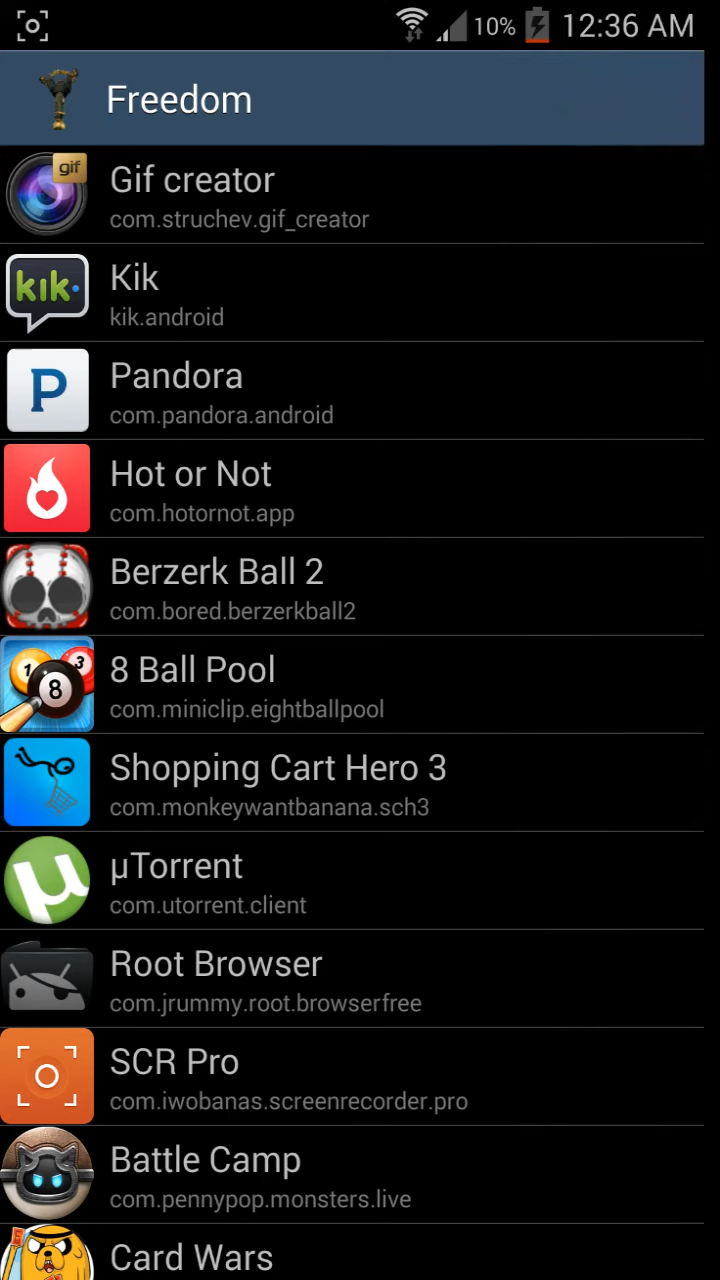 10% 12:36 AM
Freedom
gif
Gif creator
com.struchev.gif_creator
kik
Kik
kik.android
P
Pandora
com.pandora.android
Hot or Not
com.hotornot.app
Berzerk Ball 2
com.bored.berzerkball2
1 3
8
8 Ball Pool
com.miniclip.eightballpool
Shopping Cart Hero 3
com.monkeywantbanana.sch3
µ
µTorrent
com.utorrent.client
Root Browser
com.jrummy.root.browserfree
SCR Pro
com.iwobanas.screenrecorder.pro
Battle Camp
com.pennypop.monsters.live
Card Wars